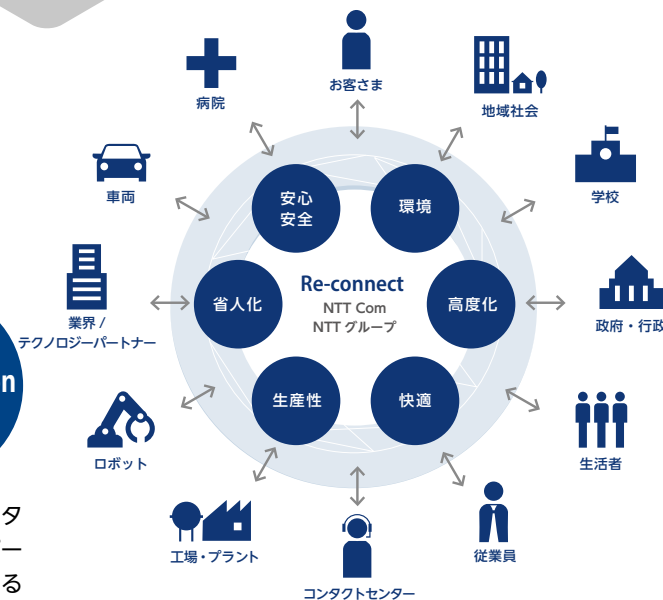 お客さま
病院
地域社会
車両
学校
安心
安全
環境
業界 /
テクノロジーパートナー
省人化
Re-connect
NTT Com
NTT グループ
高度化
政府・行政
n
生産性
快適
ロボット
生活者
工場・プラント
従業員
コンタクトセンター
タ
ー
る